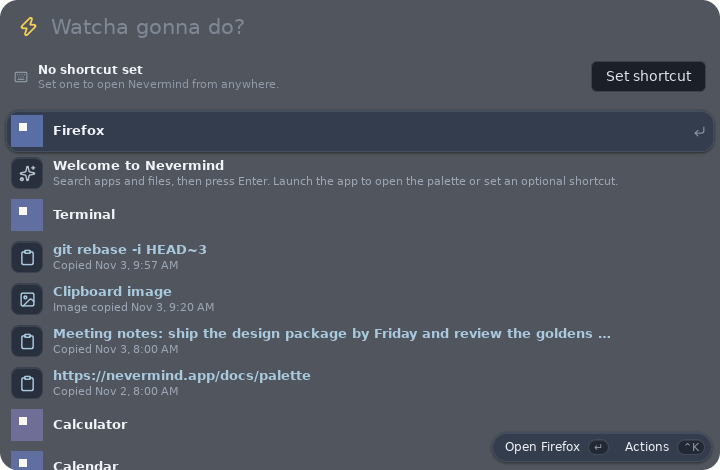 Watcha gonna do?
No shortcut set
Set one to open Nevermind from anywhere.
Set shortcut
Firefox
Welcome to Nevermind
Search apps and files, then press Enter. Launch the app to open the palette or set an optional shortcut.
Terminal
git rebase -i HEAD~3
Copied Nov 3, 9:57 AM
Clipboard image
Image copied Nov 3, 9:20 AM
Meeting notes: ship the design package by Friday and review the goldens ...
Copied Nov 3, 8:00 AM
https://nevermind.app/docs/palette
Copied Nov 2, 8:00 AM
Calculator
Calendar
Open Firefox ↵ Actions ^K